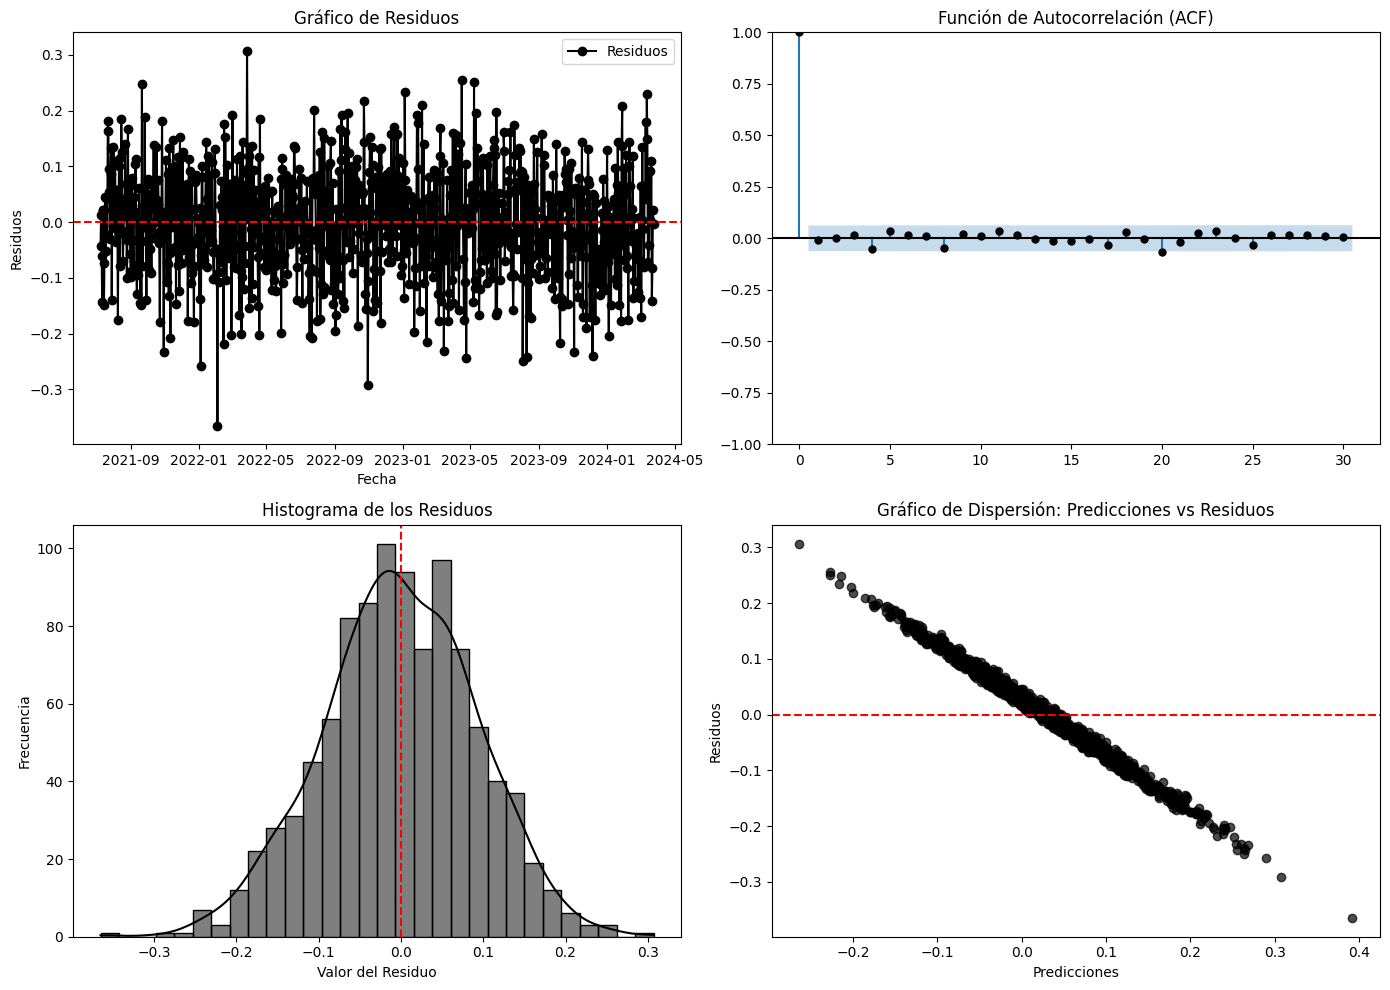 Gráfico de Residuos
Residuos
0.3
0.2
0.1
0.0
−0.1
−0.2
−0.3
Residuos
2021-09 2022-01 2022-05 2022-09 2023-01 2023-05 2023-09 2024-01 2024-05
Fecha
Función de Autocorrelación (ACF)
1.00
0.75
0.50
0.25
0.00
−0.25
−0.50
−0.75
−1.00
0 5 10 15 20 25 30
Histograma de los Residuos
100
80
60
40
20
0
Frecuencia
−0.3 −0.2 −0.1 0.0 0.1 0.2 0.3
Valor del Residuo
Gráfico de Dispersión: Predicciones vs Residuos
0.3
0.2
0.1
0.0
−0.1
−0.2
−0.3
Residuos
−0.2 −0.1 0.0 0.1 0.2 0.3 0.4
Predicciones